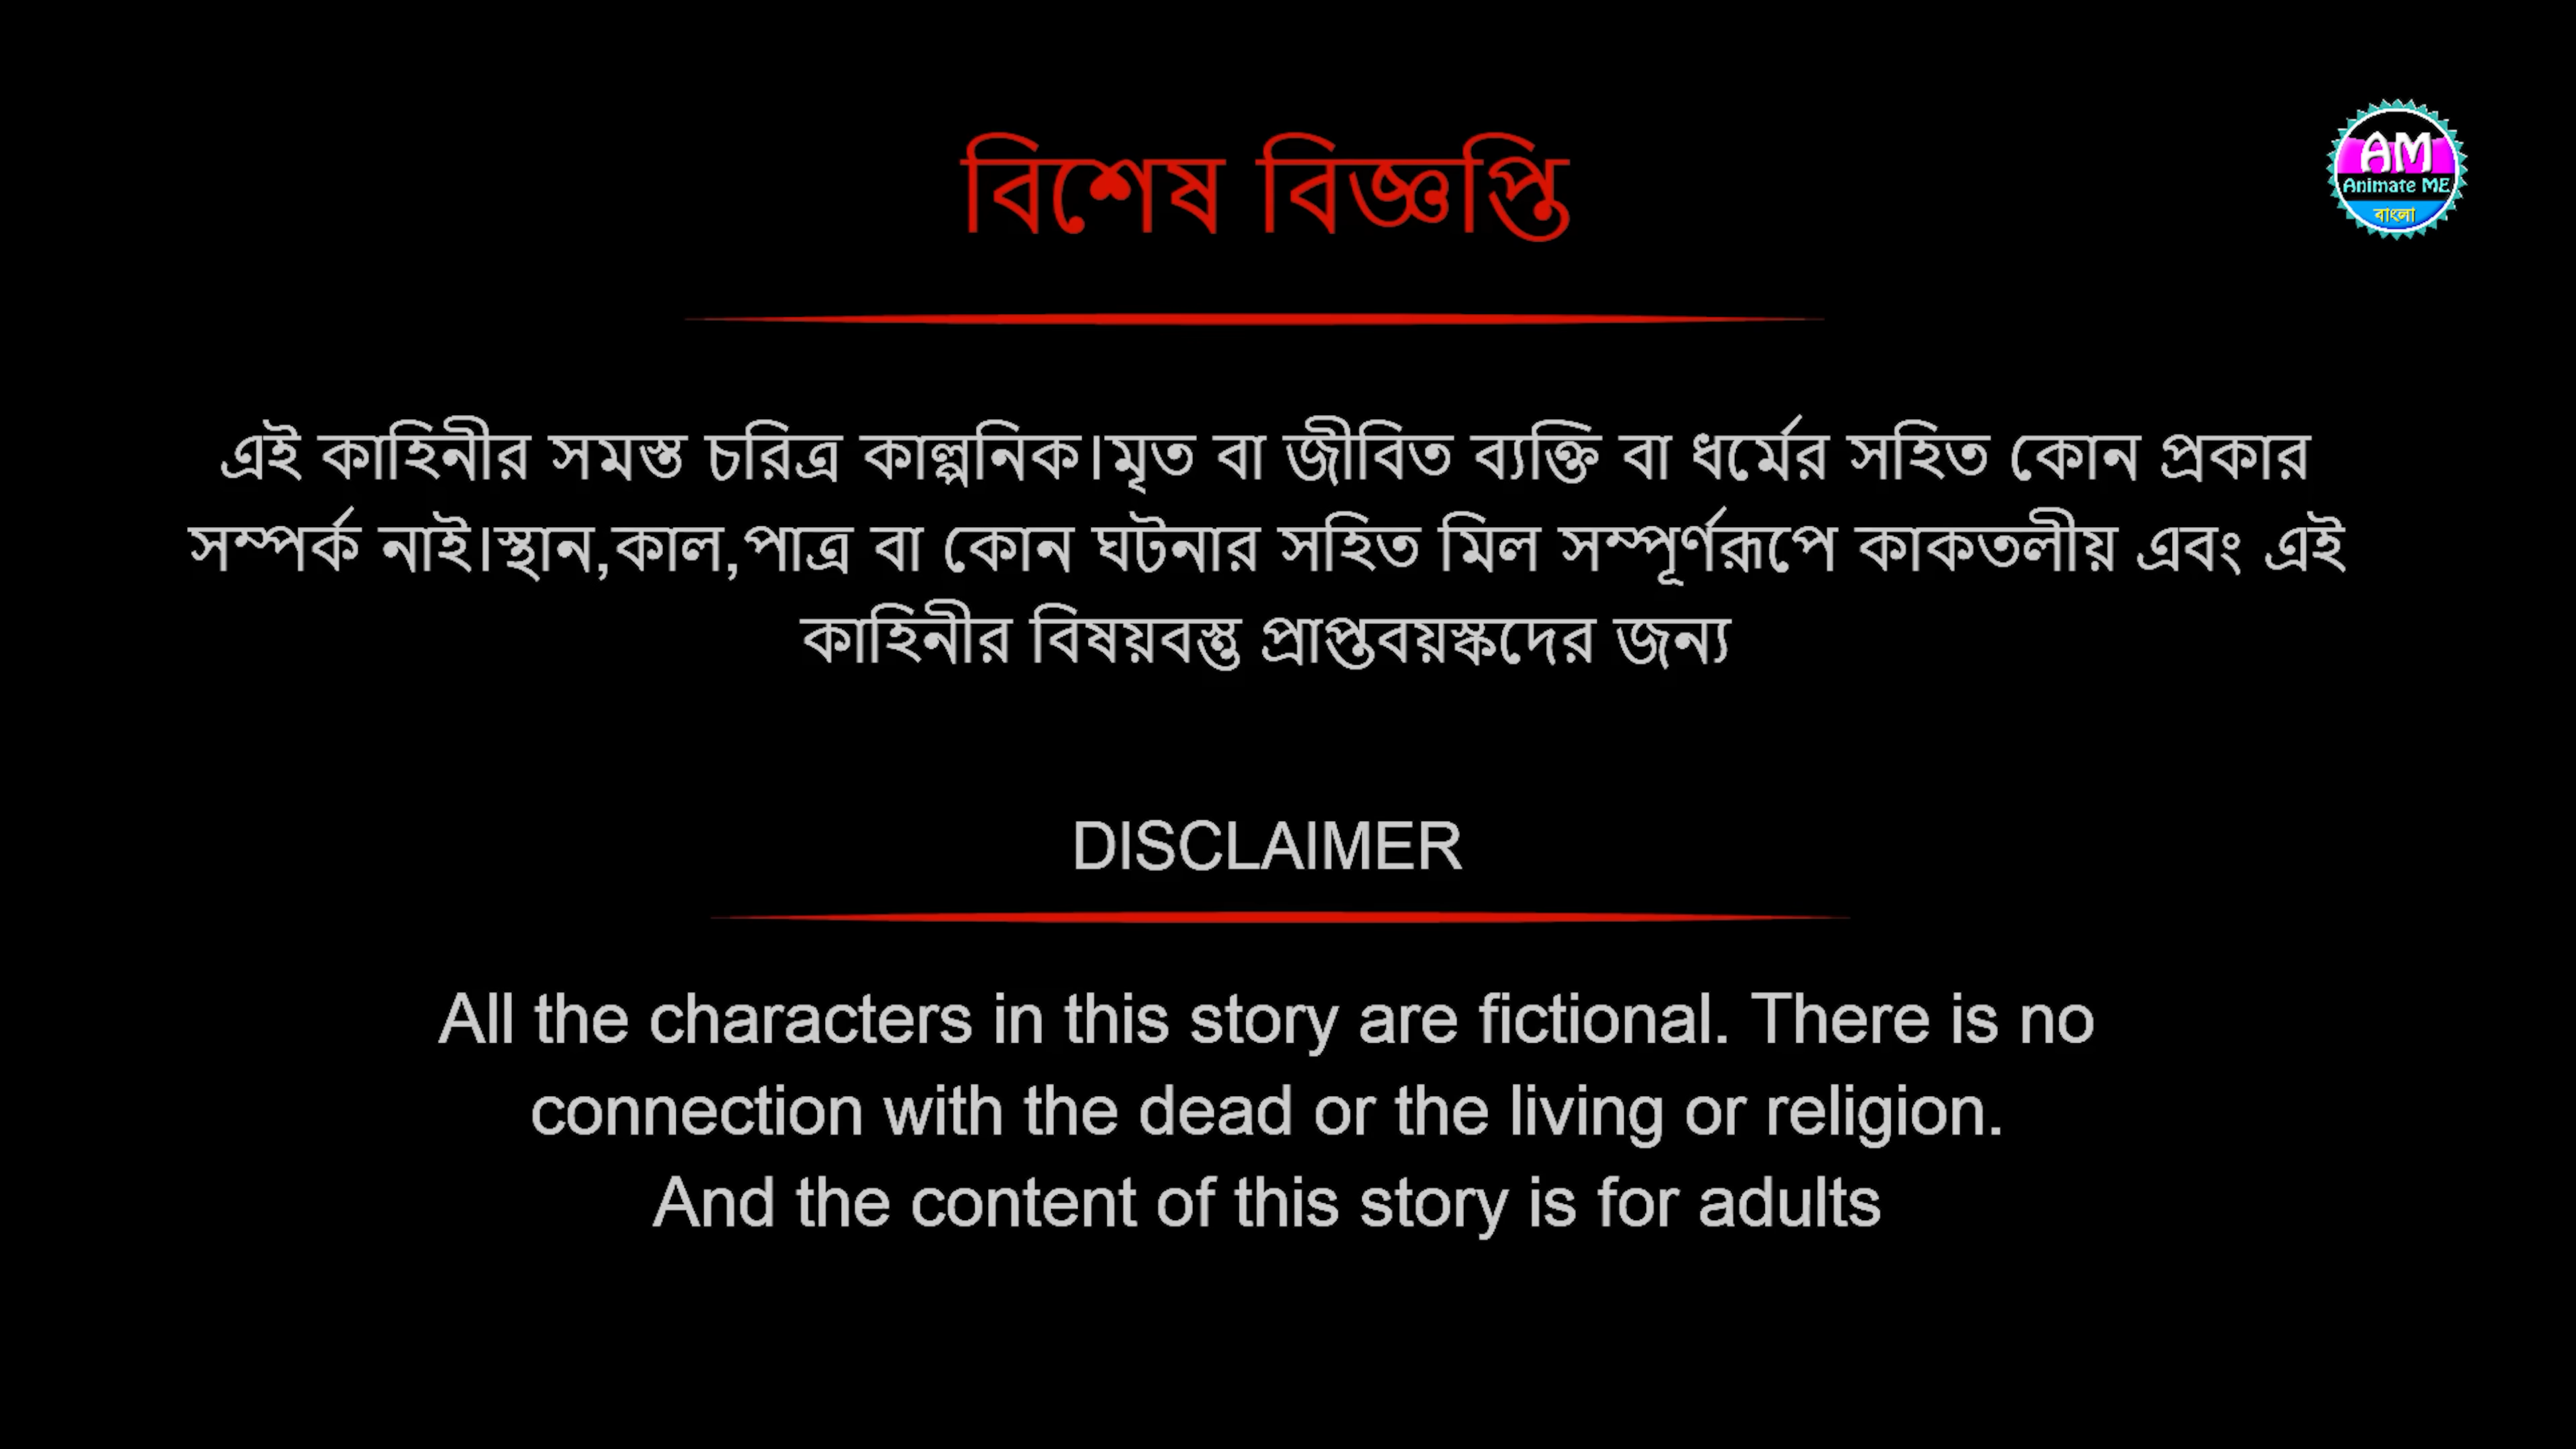 বিশেষ বিজ্ঞপ্তি
AM
Animate ME
বাংলা
এই কাহিনীর সমস্ত চরিত্র কাল্পনিক।মৃত বা জীবিত ব্যক্তি বা ধর্মের সহিত কোন প্রকার
সম্পর্ক নাই।স্থান,কাল,পাত্র বা কোন ঘটনার সহিত মিল সম্পূর্ণরূপে কাকতলীয় এবং এই
কাহিনীর বিষয়বস্তু প্রাপ্তবয়স্কদের জন্য
DISCLAIMER
All the characters in this story are fictional. There is no
connection with the dead or the living or religion.
And the content of this story is for adults